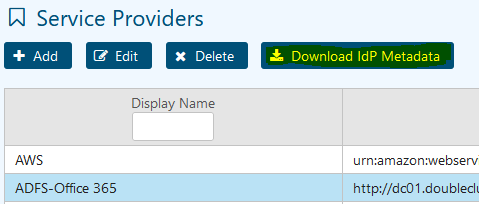 Service Providers
Add Edit Delete Download IdP Metadata
Display Name
AWS urn:amazon:webserv
ADFS-Office 365 http://dc01.doubleclu